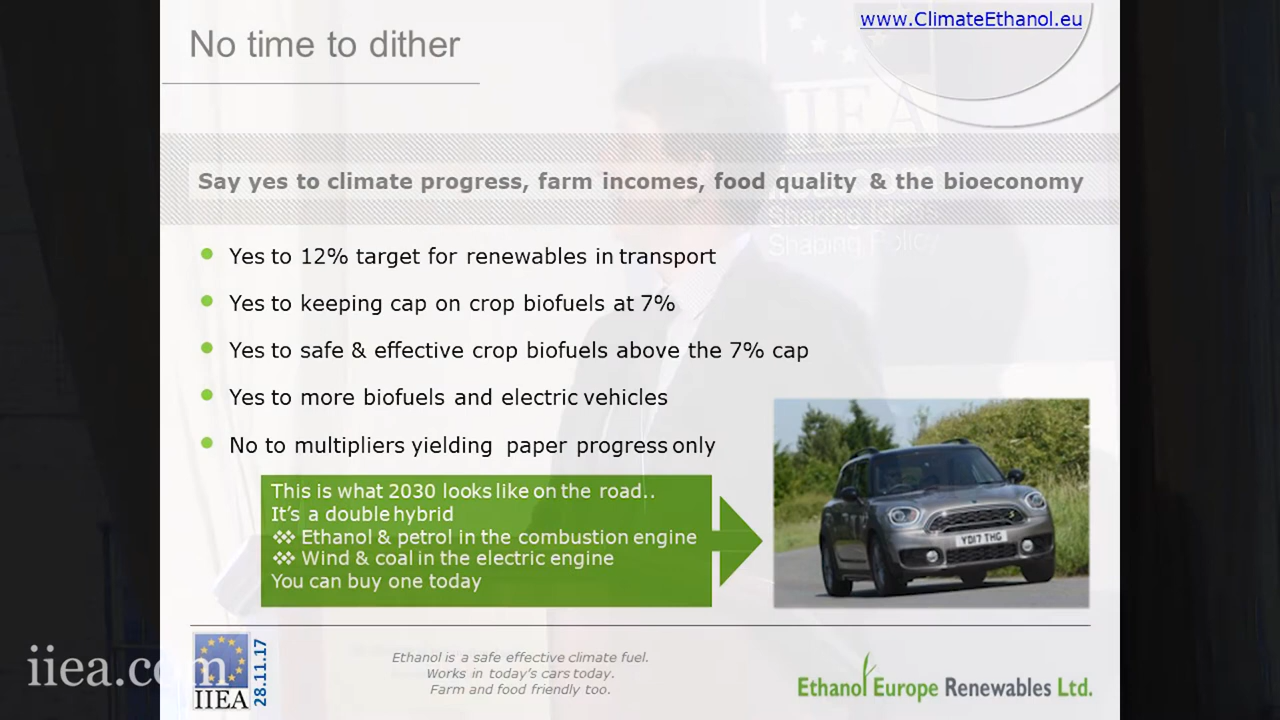 www.ClimateEthanol.eu
No time to dither
IIEA
Say yes to climate progress, farm incomes, food quality & the bioeconomy
Shaping Ideas
Shaping Policy
Yes to 12% target for renewables in transport
Yes to keeping cap on crop biofuels at 7%
Yes to safe & effective crop biofuels above the 7% cap
Yes to more biofuels and electric vehicles
No to multipliers yielding paper progress only
This is what 2030 looks like on the road..
It's a double hybrid
Ethanol & petrol in the combustion engine
Wind & coal in the electric engine
You can buy one today
YD17 THG
iiea.com
IIEA
28.11.17
Ethanol is a safe effective climate fuel.
Works in today's cars today.
Farm and food friendly too.
Ethanol Europe Renewables Ltd.